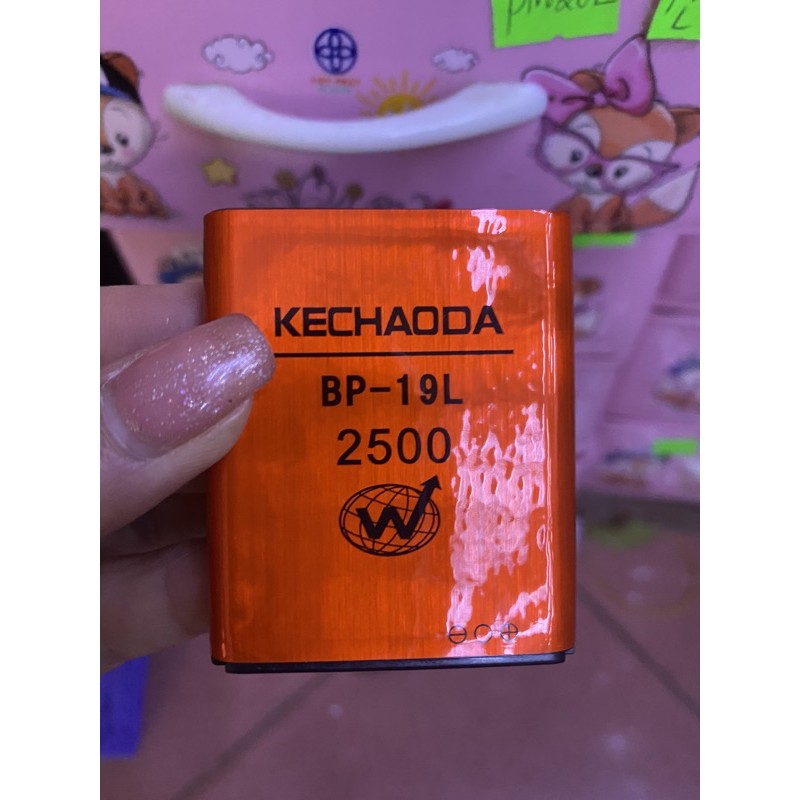 KECHAODA
BP-19L
2500
W
⊖ ○ ⊕